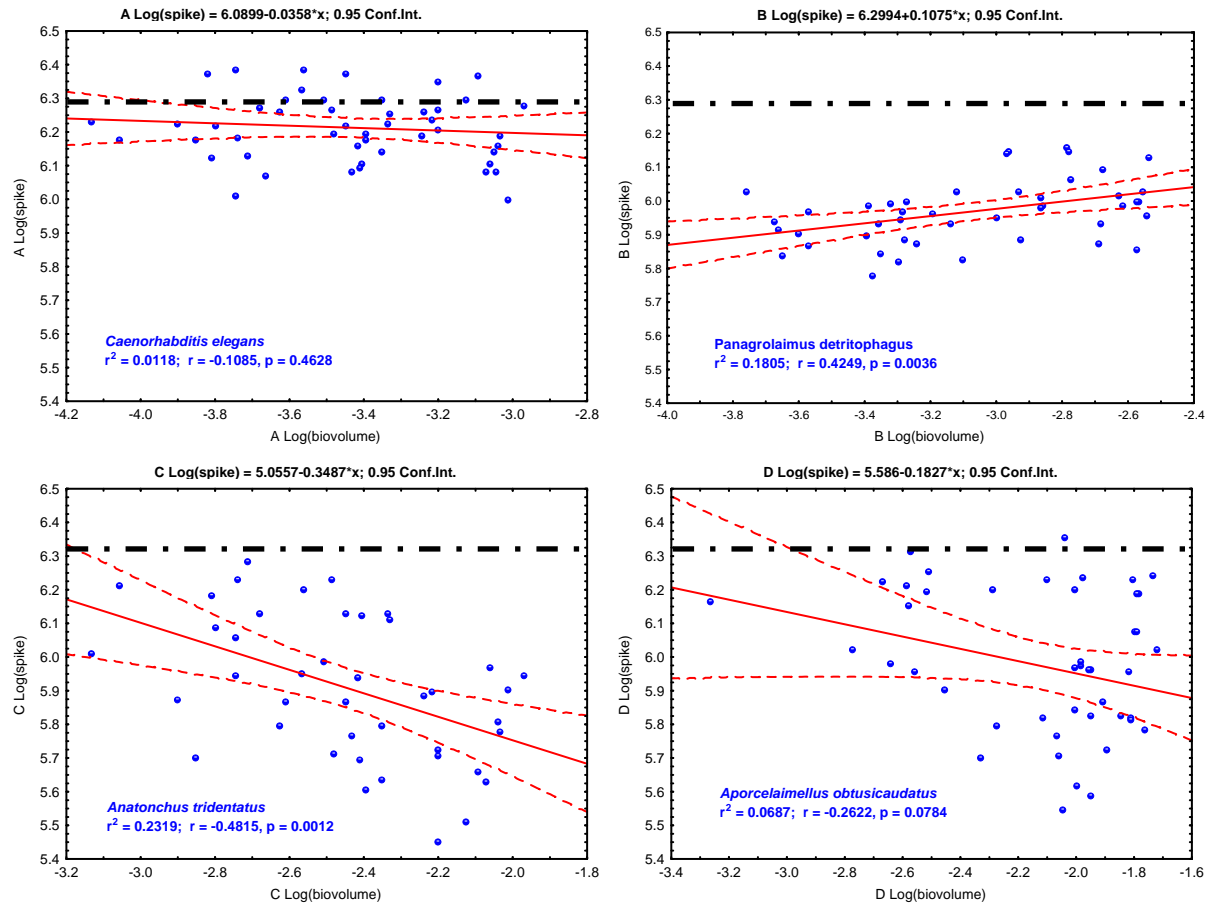 A Log(spike) = 6.0899-0.0358*x; 0.95 Conf.Int.
6.5
6.4
6.3
6.2
6.1
6.0
5.9
5.8
5.7
5.6
5.5
5.4
A Log(spike)
Caenorhabditis elegans
r² = 0.0118; r = -0.1085, p = 0.4628
-4.2 -4.0 -3.8 -3.6 -3.4 -3.2 -3.0 -2.8
A Log(biovolume)
B Log(spike) = 6.2994+0.1075*x; 0.95 Conf.Int.
6.5
6.4
6.3
6.2
6.1
6.0
5.9
5.8
5.7
5.6
5.5
5.4
B Log(spike)
Panagrolaimus detritophagus
r² = 0.1805; r = 0.4249, p = 0.0036
-4.0 -3.8 -3.6 -3.4 -3.2 -3.0 -2.8 -2.6 -2.4
B Log(biovolume)
C Log(spike) = 5.0557-0.3487*x; 0.95 Conf.Int.
6.5
6.4
6.3
6.2
6.1
6.0
5.9
5.8
5.7
5.6
5.5
5.4
C Log(spike)
Anatonchus tridentatus
r² = 0.2319; r = -0.4815, p = 0.0012
-3.2 -3.0 -2.8 -2.6 -2.4 -2.2 -2.0 -1.8
C Log(biovolume)
D Log(spike) = 5.586-0.1827*x; 0.95 Conf.Int.
6.5
6.4
6.3
6.2
6.1
6.0
5.9
5.8
5.7
5.6
5.5
5.4
D Log(spike)
Aporcelaimellus obtusicaudatus
r² = 0.0687; r = -0.2622, p = 0.0784
-3.4 -3.2 -3.0 -2.8 -2.6 -2.4 -2.2 -2.0 -1.8 -1.6
D Log(biovolume)